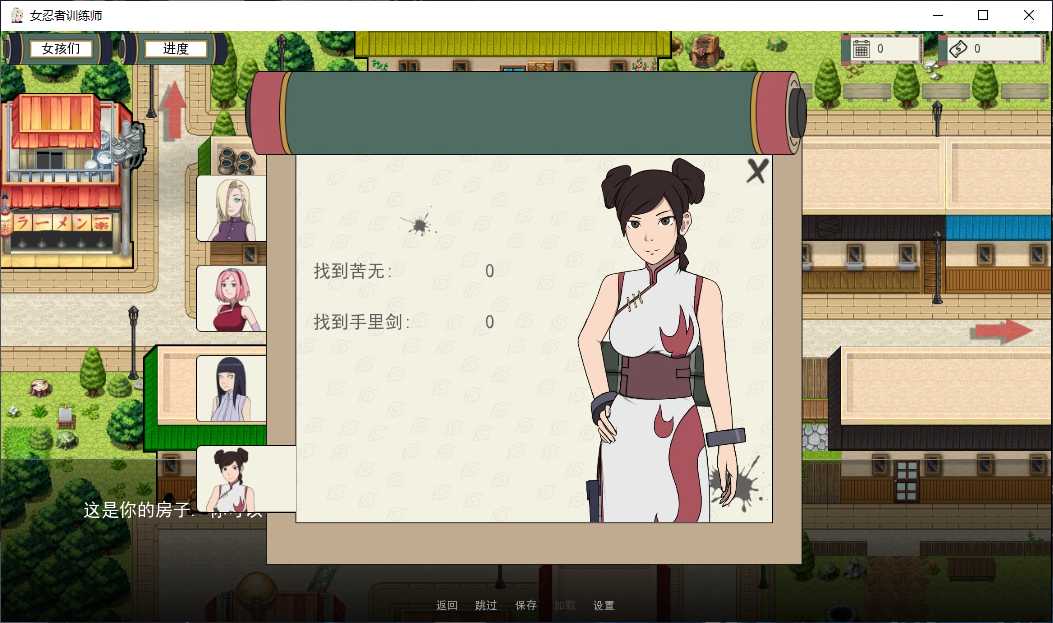 女忍者训练师
女孩们
进度
0
0
ラーメン一
找到苦无: 0
找到手里剑: 0
这是你的房子.
返回 跳过 保存 加载 设置